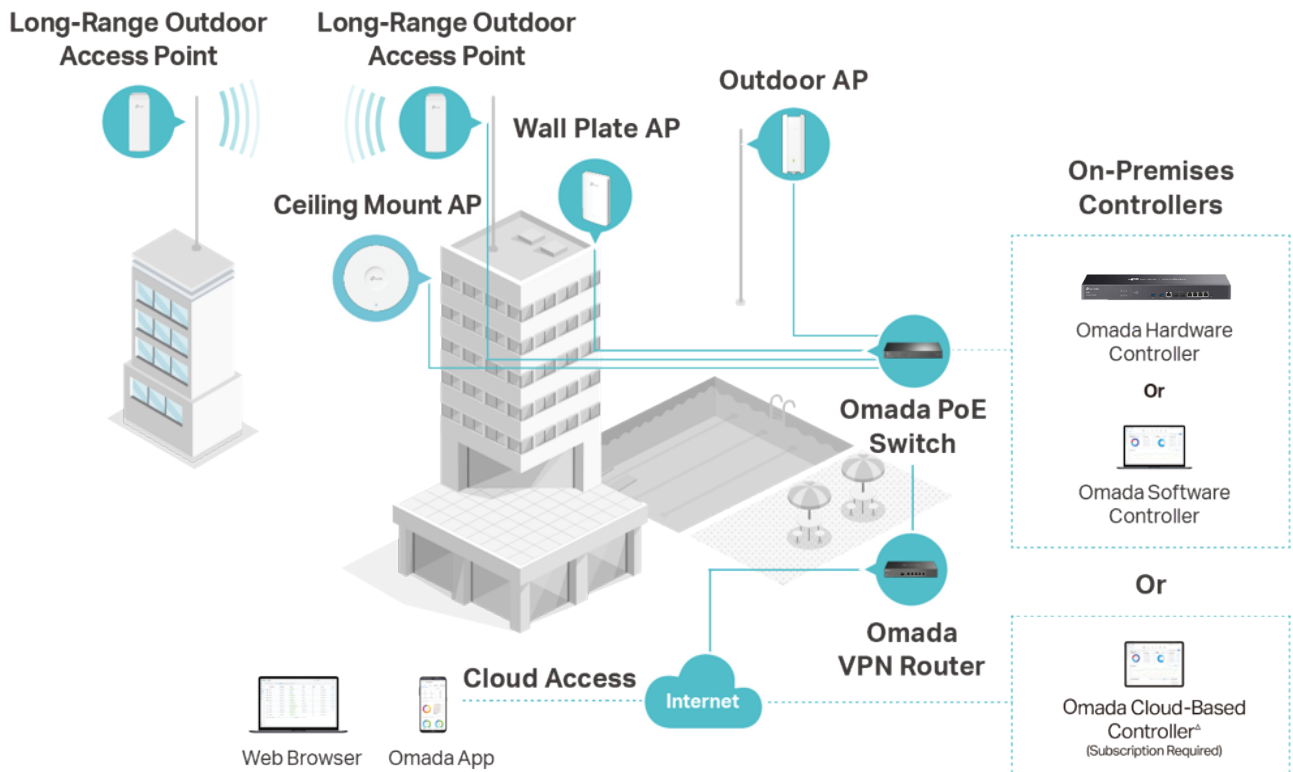 Long-Range Outdoor
Access Point
Long-Range Outdoor
Access Point
Outdoor AP
Wall Plate AP
Ceiling Mount AP
On-Premises
Controllers
Omada Hardware
Controller
Or
Omada PoE
Switch
Omada Software
Controller
Or
Omada
VPN Router
Cloud Access
Internet
Web Browser
Omada App
Omada Cloud-Based
Controller△
(Subscription Required)